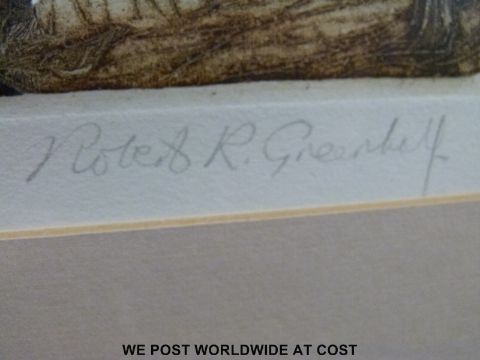 Robert R. Greenhalf
WE POST WORLDWIDE AT COST